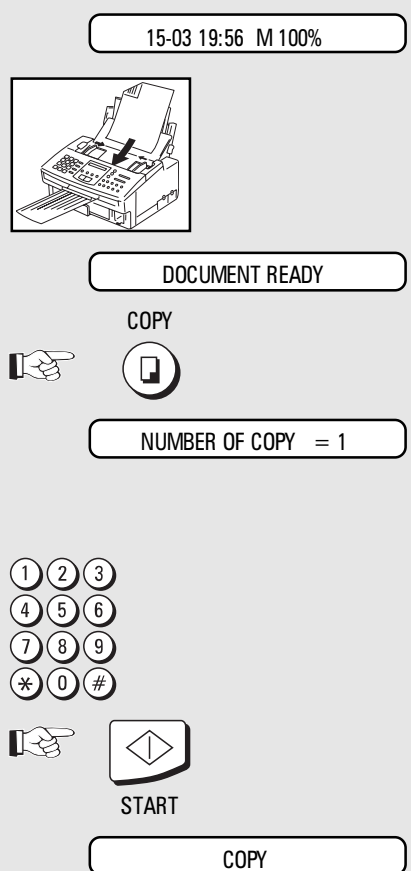 15-03 19:56 M 100%
DOCUMENT READY
COPY
NUMBER OF COPY = 1
1 2 3
4 5 6
7 8 9
* 0 #
START
COPY